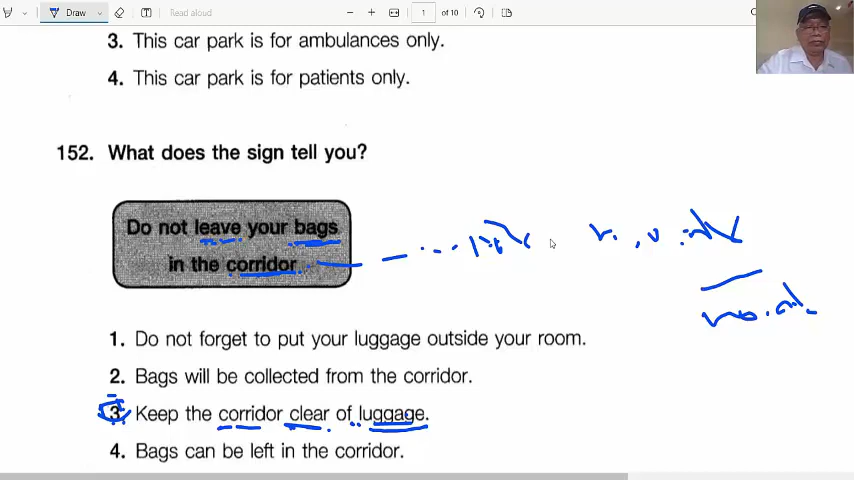 Draw
Read aloud
1
of 10
3. This car park is for ambulances only.
4. This car park is for patients only.
152. What does the sign tell you?
Do not leave your bags
in the corridor
1. Do not forget to put your luggage outside your room.
2. Bags will be collected from the corridor.
3. Keep the corridor clear of luggage.
4. Bags can be left in the corridor.